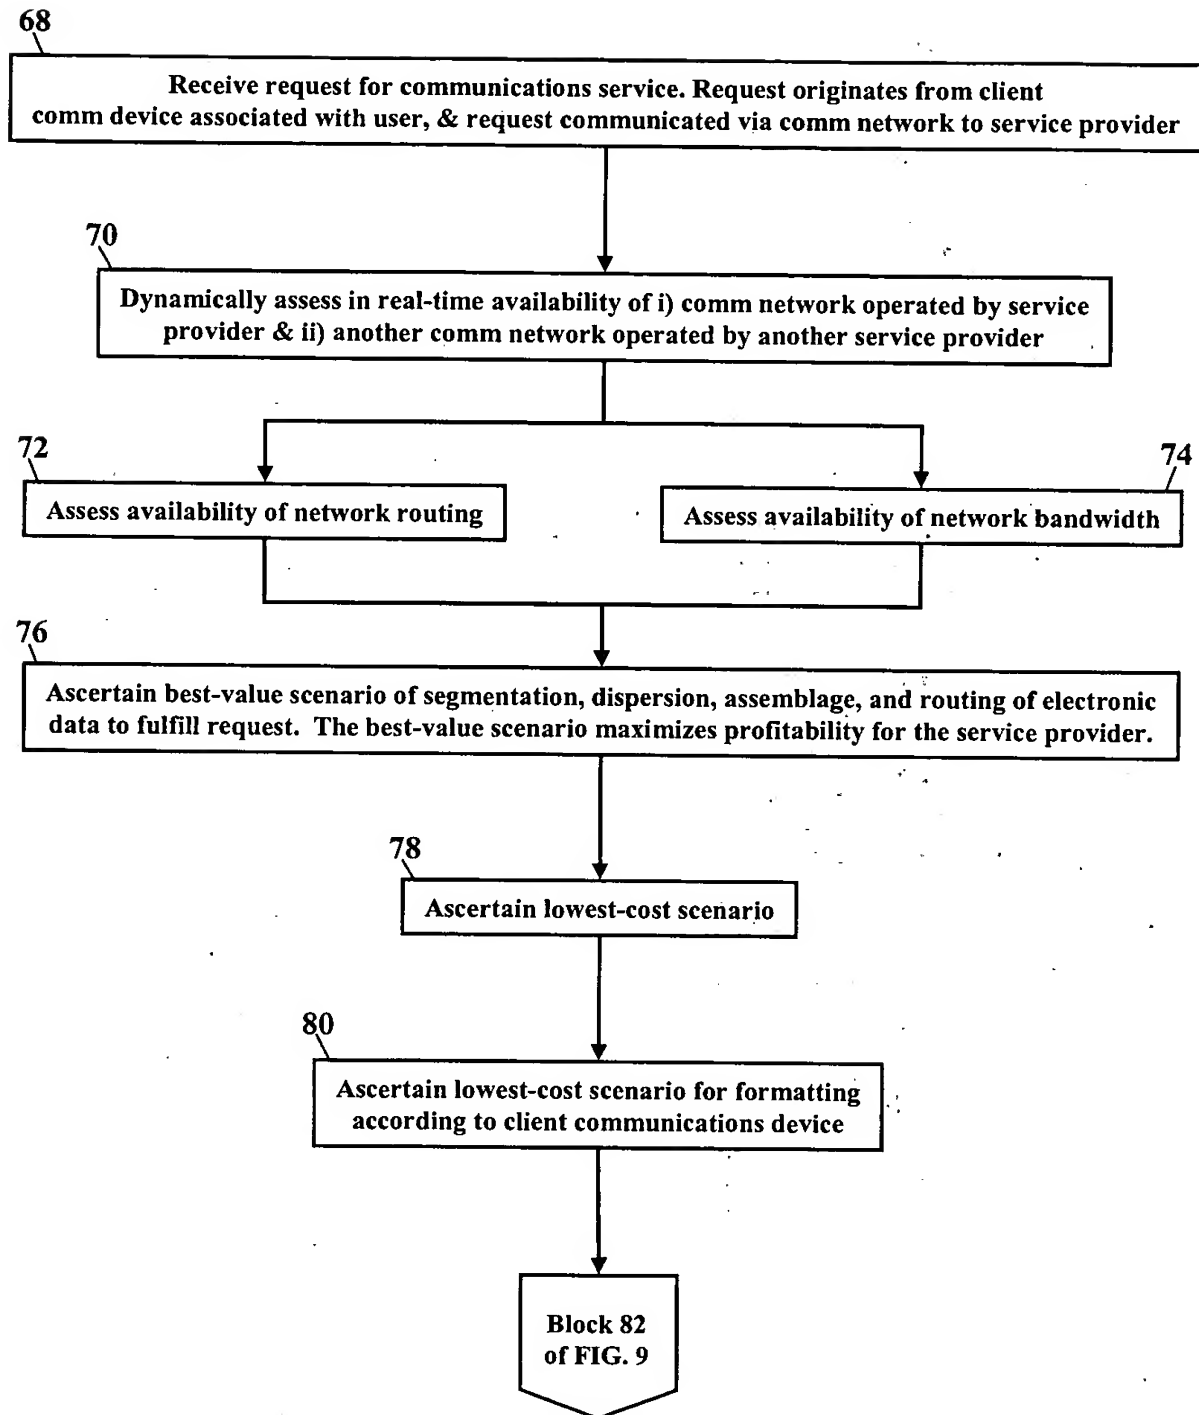 68
Receive request for communications service. Request originates from client
comm device associated with user, & request communicated via comm network to service provider
70
Dynamically assess in real-time availability of i) comm network operated by service
provider & ii) another comm network operated by another service provider
72
Assess availability of network routing
74
Assess availability of network bandwidth
76
Ascertain best-value scenario of segmentation, dispersion, assemblage, and routing of electronic
data to fulfill request. The best-value scenario maximizes profitability for the service provider.
78
Ascertain lowest-cost scenario
80
Ascertain lowest-cost scenario for formatting
according to client communications device
Block 82
of FIG. 9